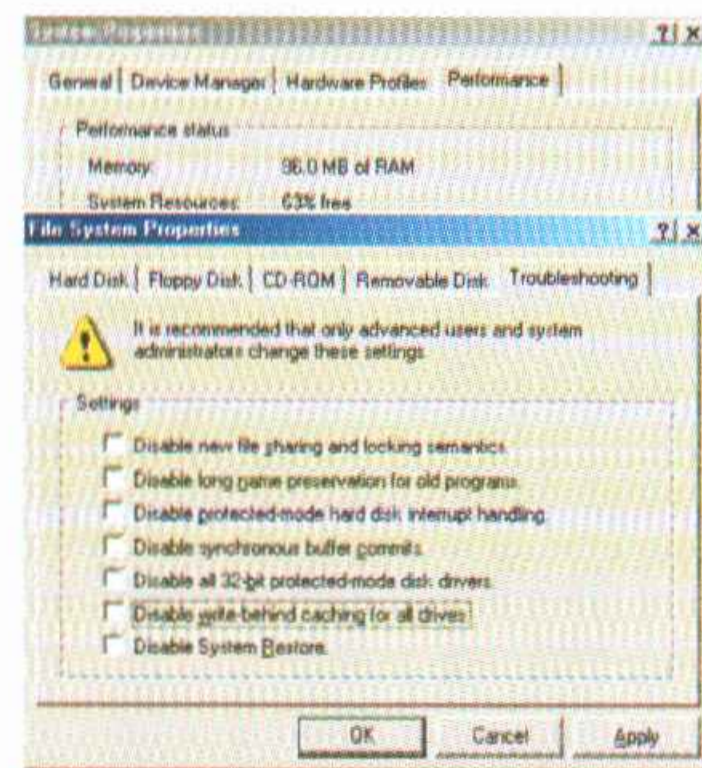 System Properties
General Device Manager Hardware Profiles Performance
Performance status
Memory: 96.0 MB of RAM
System Resources: 63% free
File System Properties
Hard Disk Floppy Disk CD-ROM Removable Disk Troubleshooting
It is recommended that only advanced users and system
administrators change these settings.
Settings
Disable new file sharing and locking semantics.
Disable long name preservation for old programs.
Disable protected-mode hard disk interrupt handling.
Disable synchronous buffer commits.
Disable all 32-bit protected-mode disk drivers.
Disable write-behind caching for all drives.
Disable System Restore.
OK Cancel Apply